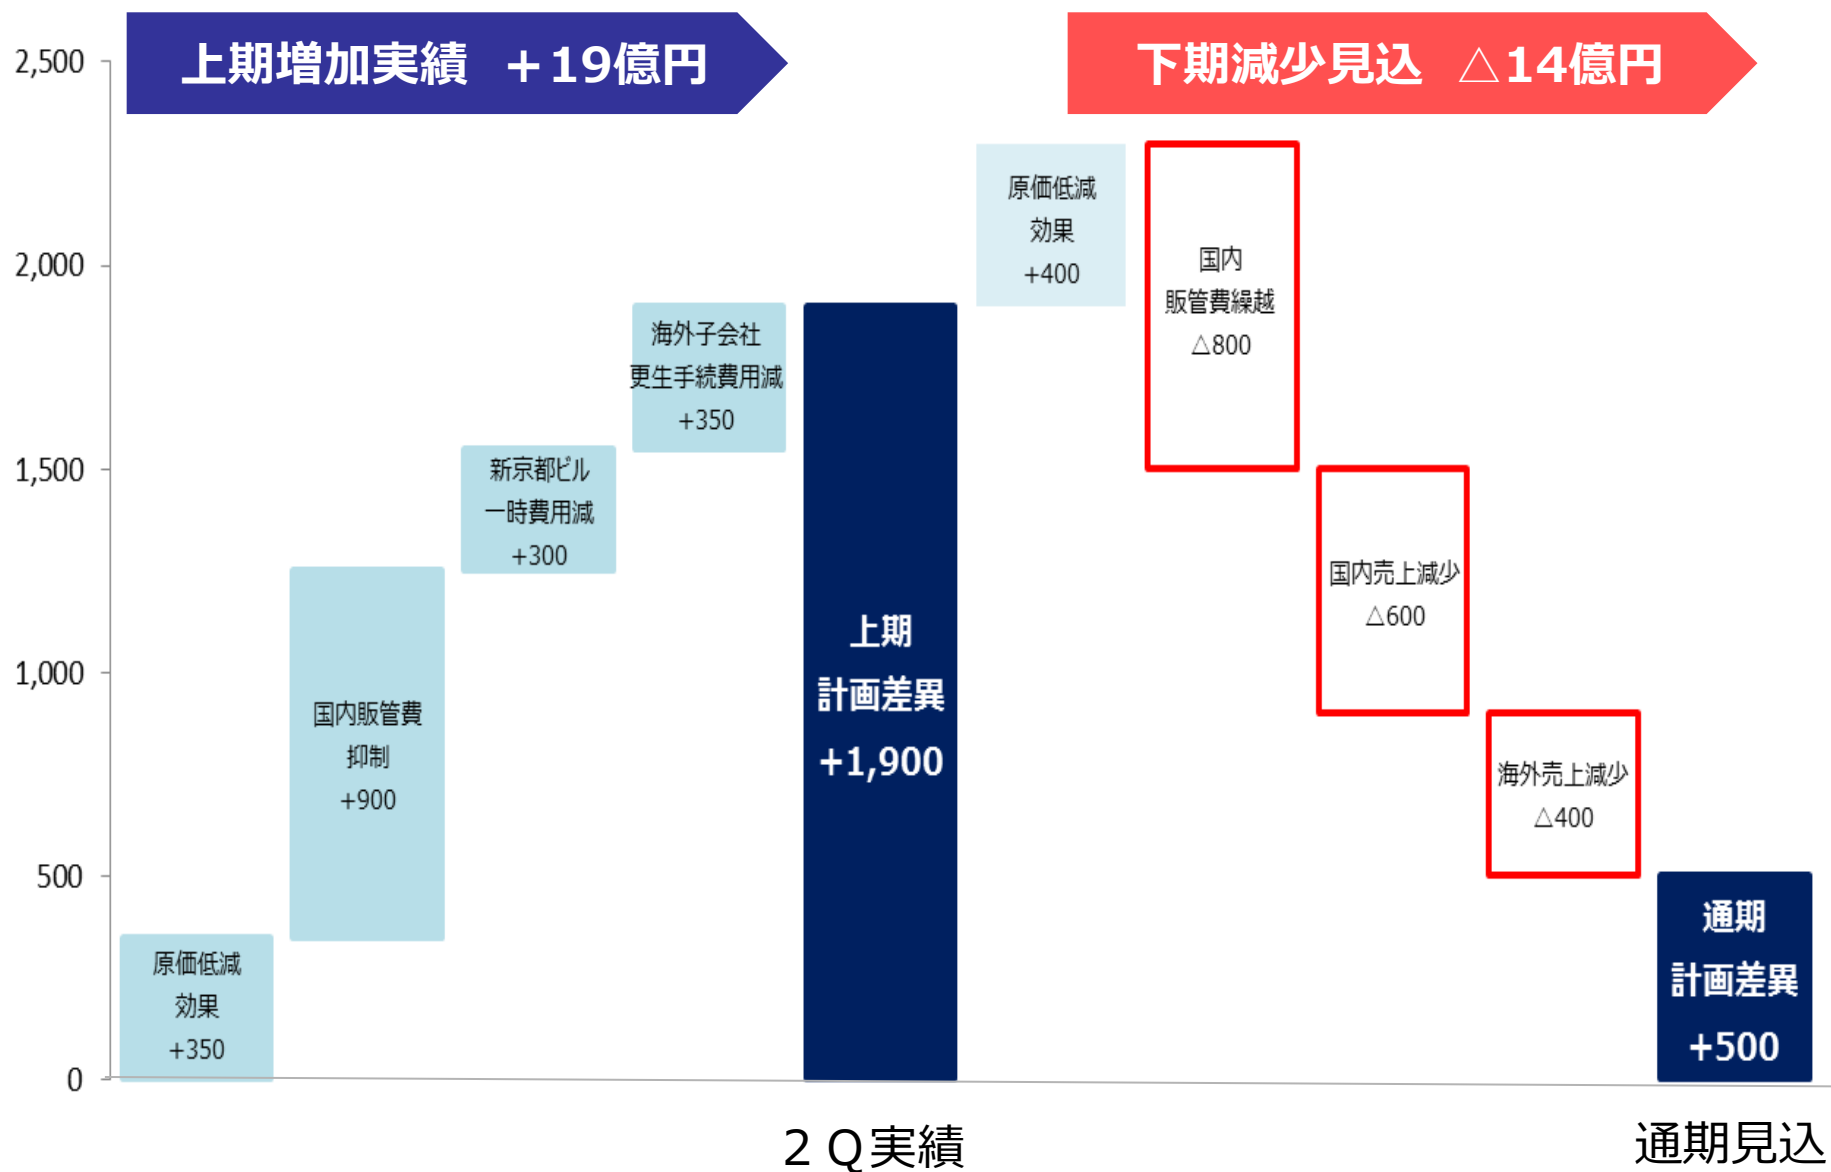 上期増加実績 +19億円
下期減少見込 △14億円
2,500
2,000
1,500
1,000
500
0
原価低減
効果
+350
国内販管費
抑制
+900
新京都ビル
一時費用減
+300
海外子会社
更生手続費用減
+350
上期
計画差異
+1,900
原価低減
効果
+400
国内
販管費繰越
△800
国内売上減少
△600
海外売上減少
△400
通期
計画差異
+500
２Ｑ実績
通期見込